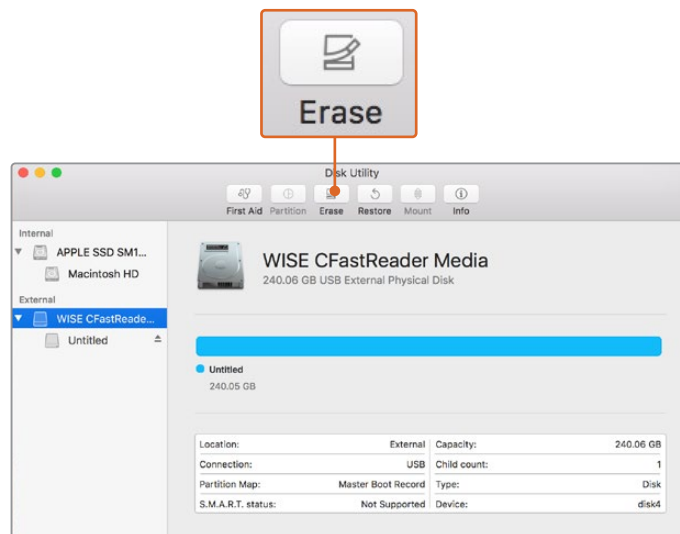 Erase
Disk Utility
First Aid Partition Erase Restore Mount Info
Internal
APPLE SSD SM1...
Macintosh HD
External
WISE CFastReade...
Untitled
WISE CFastReader Media
240.06 GB USB External Physical Disk
Untitled
240.05 GB
Location: External Capacity: 240.06 GB
Connection: USB Child count: 1
Partition Map: Master Boot Record Type: Disk
S.M.A.R.T. status: Not Supported Device: disk4